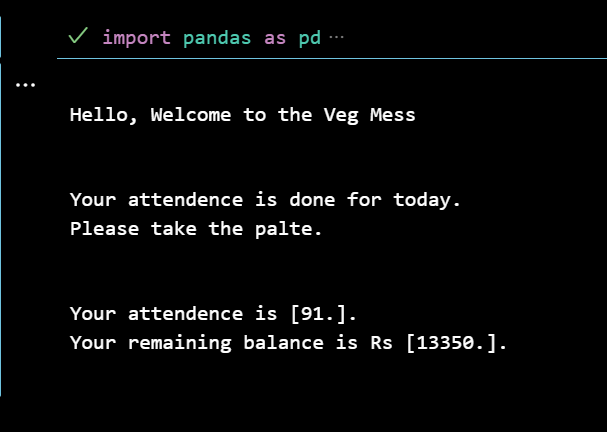 ✓ import pandas as pd ...
...
Hello, Welcome to the Veg Mess
Your attendence is done for today.
Please take the palte.
Your attendence is [91.].
Your remaining balance is Rs [13350.].